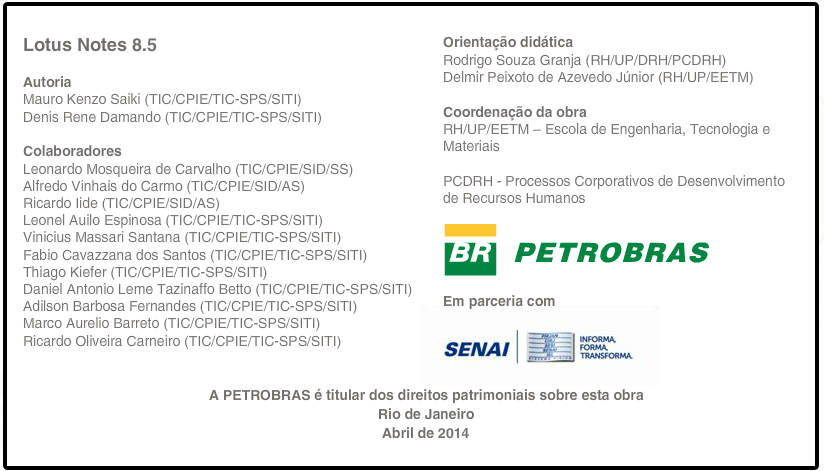 Lotus Notes 8.5
Autoria
Mauro Kenzo Saiki (TIC/CPIE/TIC-SPS/SITI)
Denis Rene Damando (TIC/CPIE/TIC-SPS/SITI)
Colaboradores
Leonardo Mosqueira de Carvalho (TIC/CPIE/SID/SS)
Alfredo Vinhais do Carmo (TIC/CPIE/SID/AS)
Ricardo Iide (TIC/CPIE/SID/AS)
Leonel Auilo Espinosa (TIC/CPIE/TIC-SPS/SITI)
Vinicius Massari Santana (TIC/CPIE/TIC-SPS/SITI)
Fabio Cavazzana dos Santos (TIC/CPIE/TIC-SPS/SITI)
Thiago Kiefer (TIC/CPIE/TIC-SPS/SITI)
Daniel Antonio Leme Tazinaffo Betto (TIC/CPIE/TIC-SPS/SITI)
Adilson Barbosa Fernandes (TIC/CPIE/TIC-SPS/SITI)
Marco Aurelio Barreto (TIC/CPIE/TIC-SPS/SITI)
Ricardo Oliveira Carneiro (TIC/CPIE/TIC-SPS/SITI)
Orientação didática
Rodrigo Souza Granja (RH/UP/DRH/PCDRH)
Delmir Peixoto de Azevedo Júnior (RH/UP/EETM)
Coordenação da obra
RH/UP/EETM – Escola de Engenharia, Tecnologia e
Materiais
PCDRH - Processos Corporativos de Desenvolvimento
de Recursos Humanos
BR PETROBRAS
Em parceria com
SENAI
INFORMA,
FORMA,
TRANSFORMA.
A PETROBRAS é titular dos direitos patrimoniais sobre esta obra
Rio de Janeiro
Abril de 2014